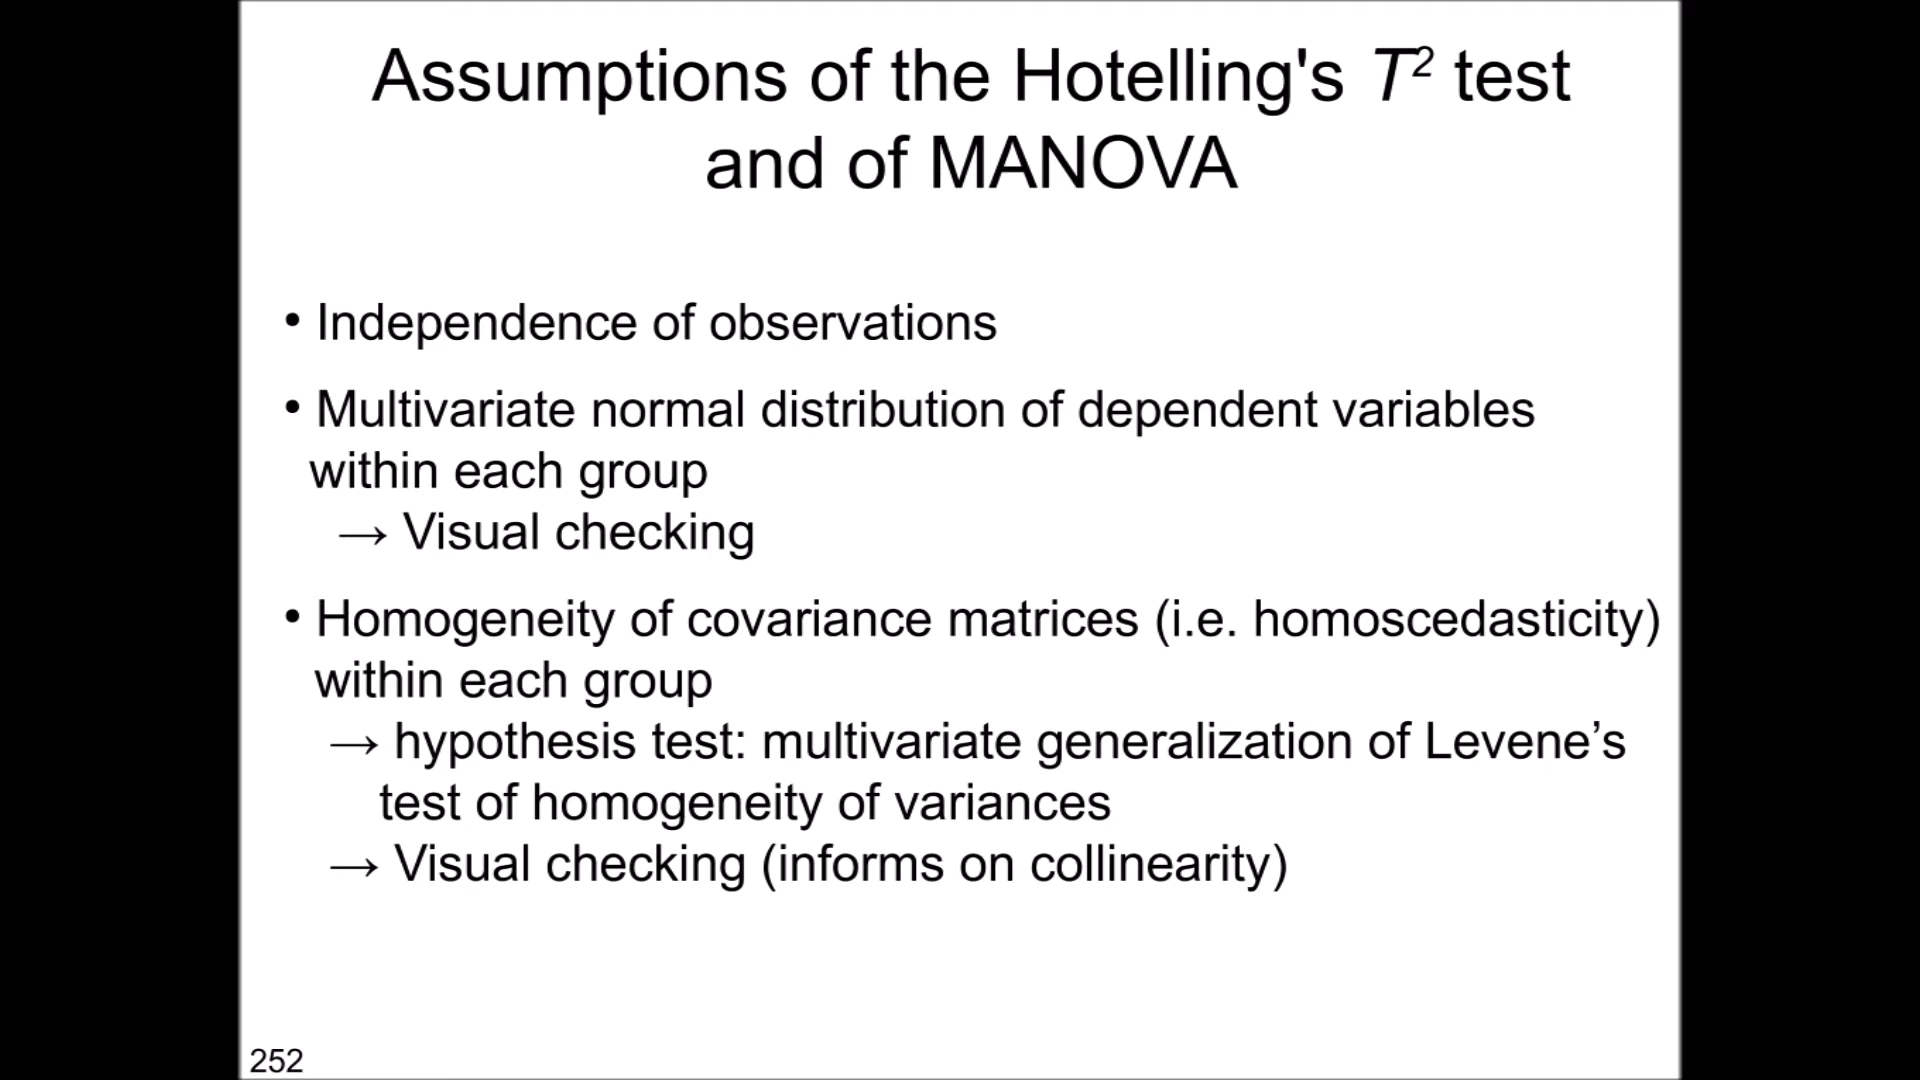 Assumptions of the Hotelling's T² test
and of MANOVA
• Independence of observations
• Multivariate normal distribution of dependent variables
within each group
→ Visual checking
• Homogeneity of covariance matrices (i.e. homoscedasticity)
within each group
→ hypothesis test: multivariate generalization of Levene’s
test of homogeneity of variances
→ Visual checking (informs on collinearity)
252